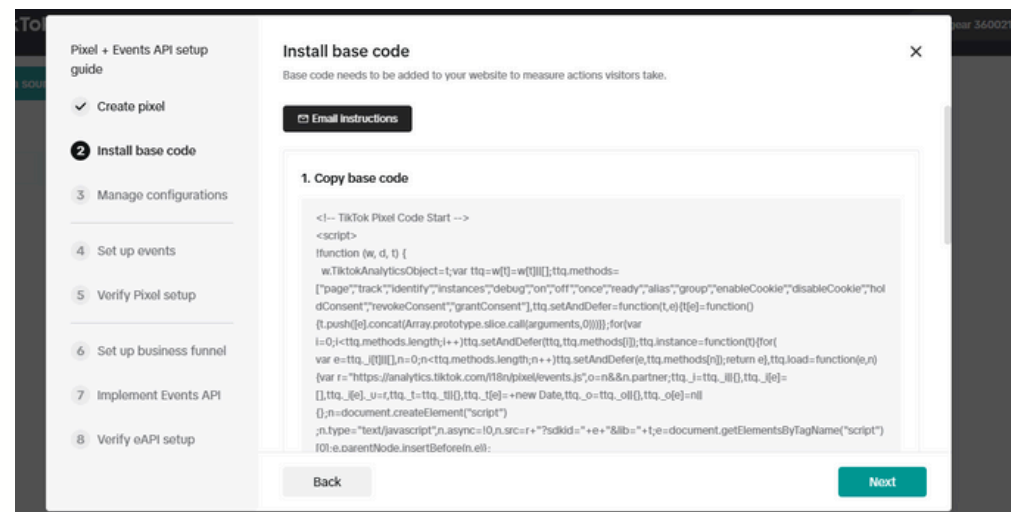 Pixel + Events API setup
guide
Create pixel
2 Install base code
3 Manage configurations
4 Set up events
5 Verify Pixel setup
6 Set up business funnel
7 Implement Events API
8 Verify eAPI setup
Install base code
Base code needs to be added to your website to measure actions visitors take.
Email instructions
1. Copy base code
<!-- TikTok Pixel Code Start -->
<script>
!function (w, d, t) {
w.TiktokAnalyticsObject=t;var ttq=w[t]=w[t]||[];ttq.methods=
["page","track","identify","instances","debug","on","off","once","ready","alias","group","enableCookie","disableCookie","hol
dConsent","revokeConsent","grantConsent"],ttq.setAndDefer=function(t,e){t[e]=function()
{t.push([e].concat(Array.prototype.slice.call(arguments,0)))}};for(var
i=0;i<ttq.methods.length;i++)ttq.setAndDefer(ttq,ttq.methods[i]);ttq.instance=function(t){for(
var e=ttq._i[t]||[],n=0;n<ttq.methods.length;n++)ttq.setAndDefer(e,ttq.methods[n]);return e},ttq.load=function(e,n)
{var r="https://analytics.tiktok.com/i18n/pixel/events.js",o=n&&n.partner;ttq._i=ttq._i||{},ttq._i[e]=
[],ttq._i[e]._u=r,ttq._t=ttq._t||{},ttq._t[e]=+new Date,ttq._o=ttq._o||{},ttq._o[e]=n||
{};n=document.createElement("script")
;n.type="text/javascript",n.async=!0,n.src=r+"?sdkid="+e+"&lib="+t;e=document.getElementsByTagName("script")
[0];e.parentNode.insertBefore(n,e)};
Back
Next